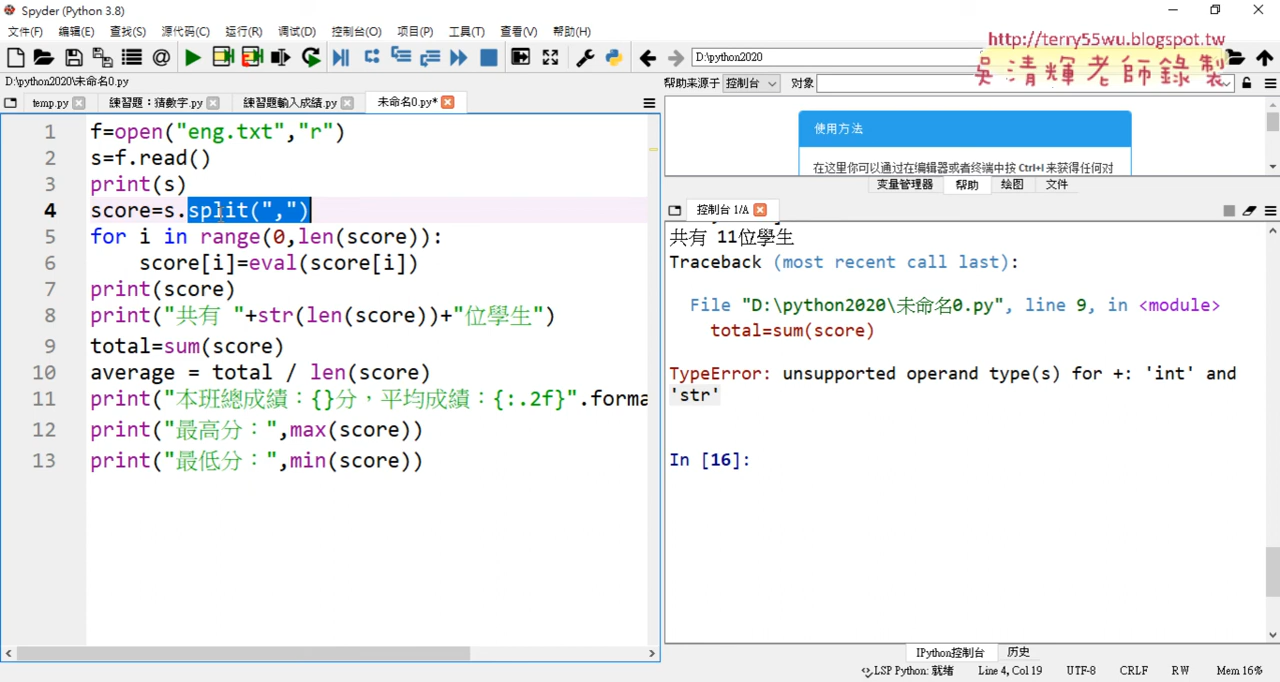 Spyder (Python 3.8)
文件(F) 编辑(E) 查找(S) 源代码(C) 运行(R) 调试(D) 控制台(O) 项目(P) 工具(T) 查看(V) 帮助(H)
D:\python2020
http://terry55wu.blogspot.tw
吳清輝老師錄製
D:\python2020\未命名0.py
帮助来源于 控制台 对象
temp.py 練習題：猜數字.py 練習題輸入成績.py 未命名0.py*
使用方法
在这里你可以通过在编辑器或者终端中按 Ctrl+I 来获得任何对
变量管理器 帮助 绘图 文件
1 f=open("eng.txt","r")
2 s=f.read()
3 print(s)
4 score=s.split(",")
5 for i in range(0,len(score)):
6 score[i]=eval(score[i])
7 print(score)
8 print("共有 "+str(len(score))+"位學生")
9 total=sum(score)
10 average = total / len(score)
11 print("本班總成績：{}分，平均成績：{:.2f}".forma
12 print("最高分：",max(score))
13 print("最低分：",min(score))
控制台 1/A
共有 11位學生
Traceback (most recent call last):
File "D:\python2020\未命名0.py", line 9, in <module>
total=sum(score)
TypeError: unsupported operand type(s) for +: 'int' and
'str'
In [16]:
IPython控制台 历史
LSP Python: 就绪 Line 4, Col 19 UTF-8 CRLF RW Mem 16%